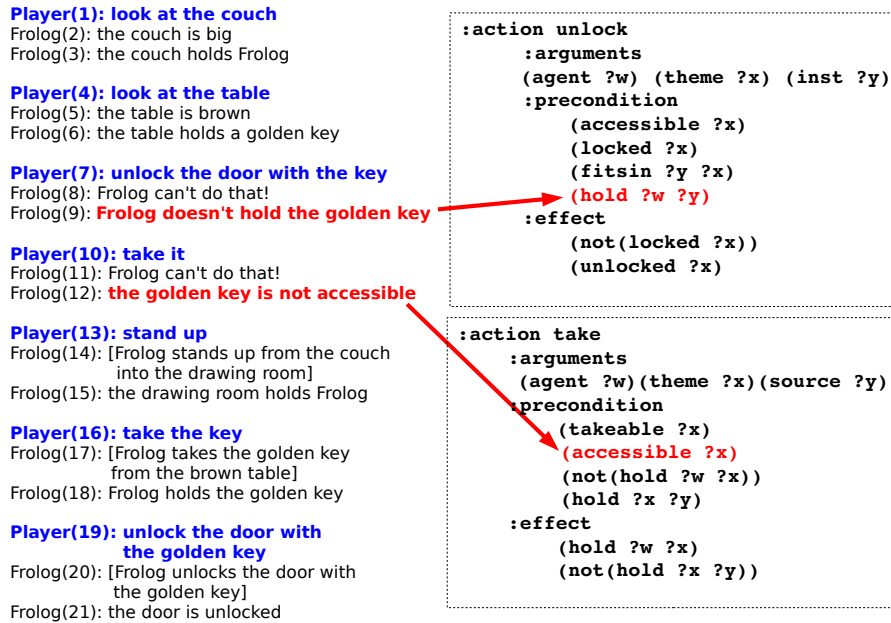 Player(1): look at the couch
Frolog(2): the couch is big
Frolog(3): the couch holds Frolog
Player(4): look at the table
Frolog(5): the table is brown
Frolog(6): the table holds a golden key
Player(7): unlock the door with the key
Frolog(8): Frolog can't do that!
Frolog(9): Frolog doesn't hold the golden key
Player(10): take it
Frolog(11): Frolog can't do that!
Frolog(12): the golden key is not accessible
Player(13): stand up
Frolog(14): [Frolog stands up from the couch
into the drawing room]
Frolog(15): the drawing room holds Frolog
Player(16): take the key
Frolog(17): [Frolog takes the golden key
from the brown table]
Frolog(18): Frolog holds the golden key
Player(19): unlock the door with
the golden key
Frolog(20): [Frolog unlocks the door with
the golden key]
Frolog(21): the door is unlocked
:action unlock
:arguments
(agent ?w) (theme ?x) (inst ?y)
:precondition
(accessible ?x)
(locked ?x)
(fitsin ?y ?x)
(hold ?w ?y)
:effect
(not(locked ?x))
(unlocked ?x)
:action take
:arguments
(agent ?w)(theme ?x)(source ?y)
:precondition
(takeable ?x)
(accessible ?x)
(not(hold ?w ?x))
(hold ?x ?y)
:effect
(hold ?w ?x)
(not(hold ?x ?y))